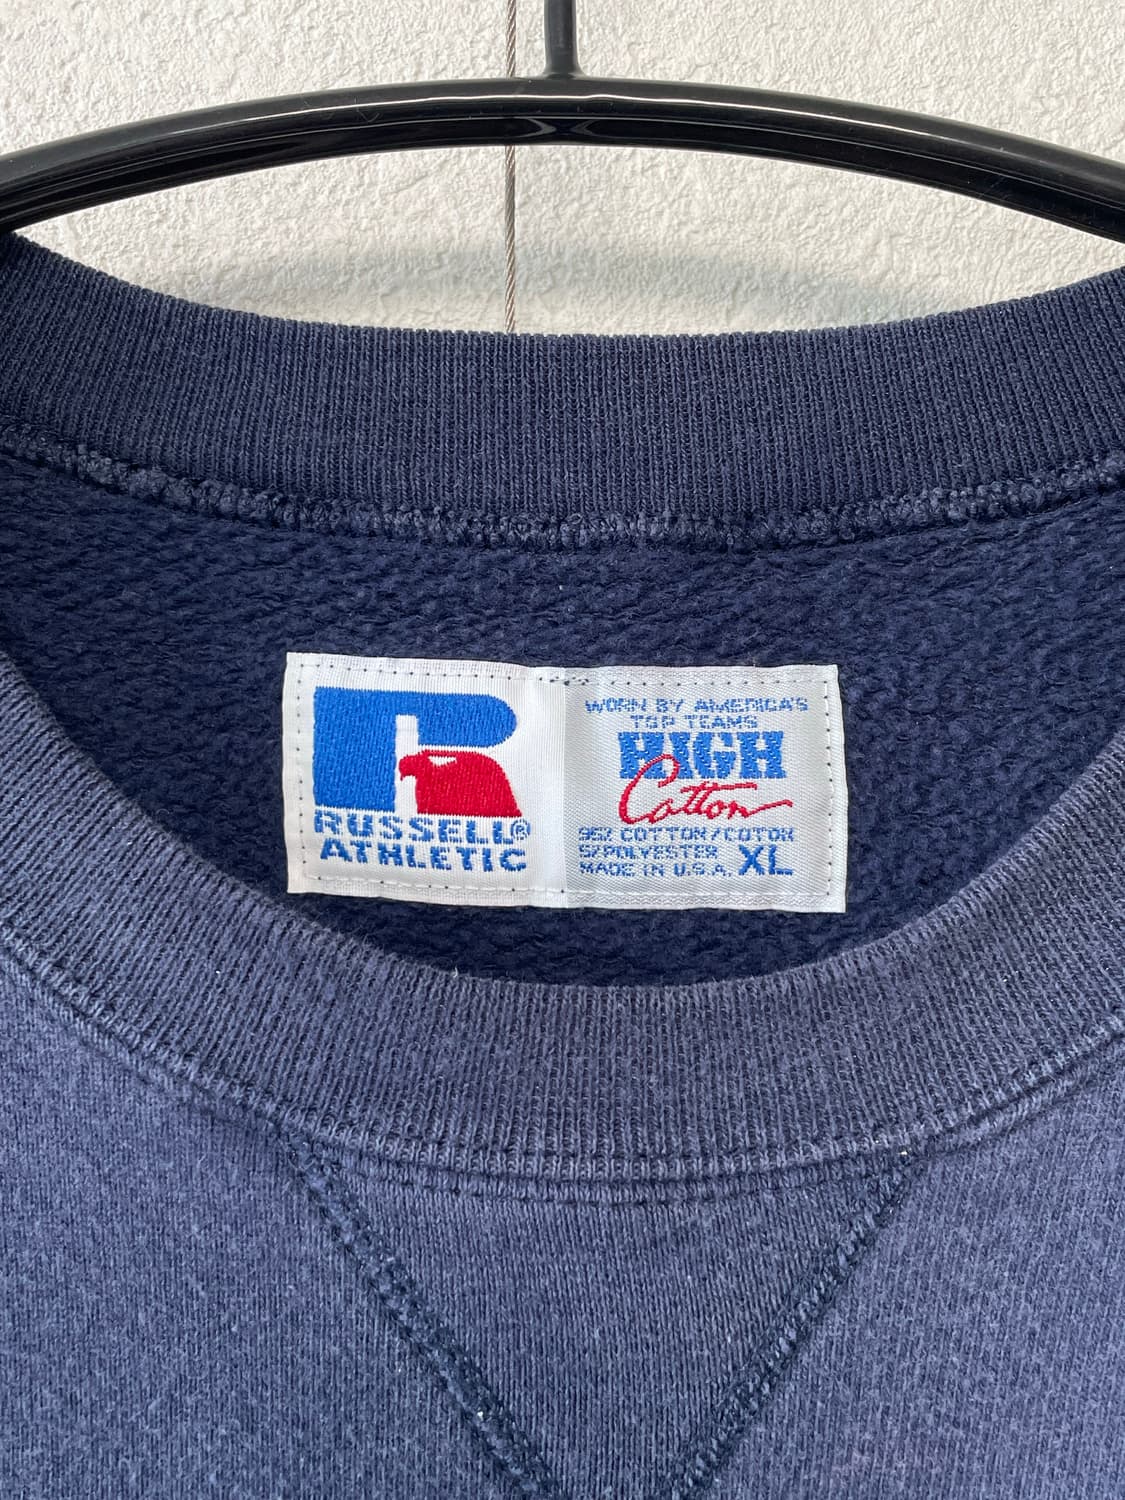 RUSSELL®
ATHLETIC
WORN BY AMERICA'S
TOP TEAMS
HIGH
Cotton
95% COTTON/COTON
5%POLYESTER
MADE IN U.S.A. XL